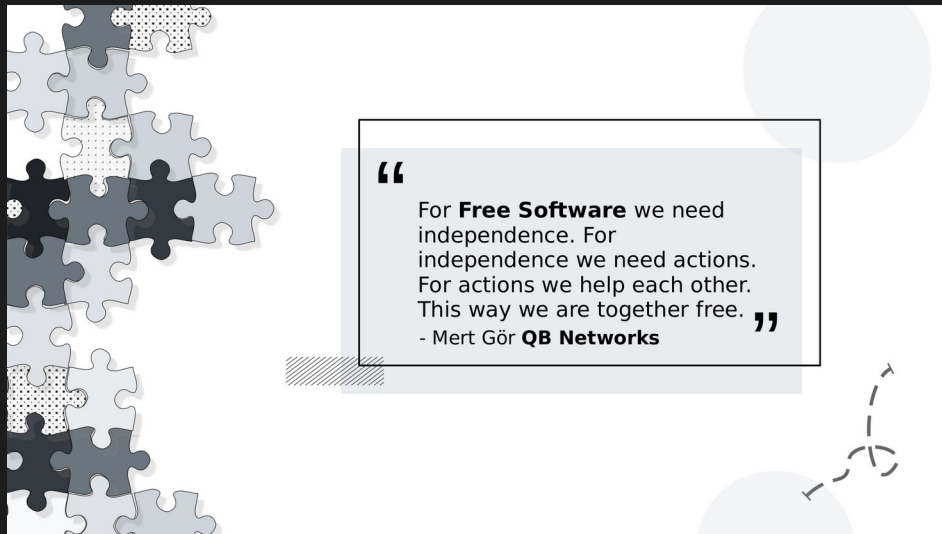 “
For Free Software we need
independence. For
independence we need actions.
For actions we help each other.
This way we are together free. ”
- Mert Gör QB Networks